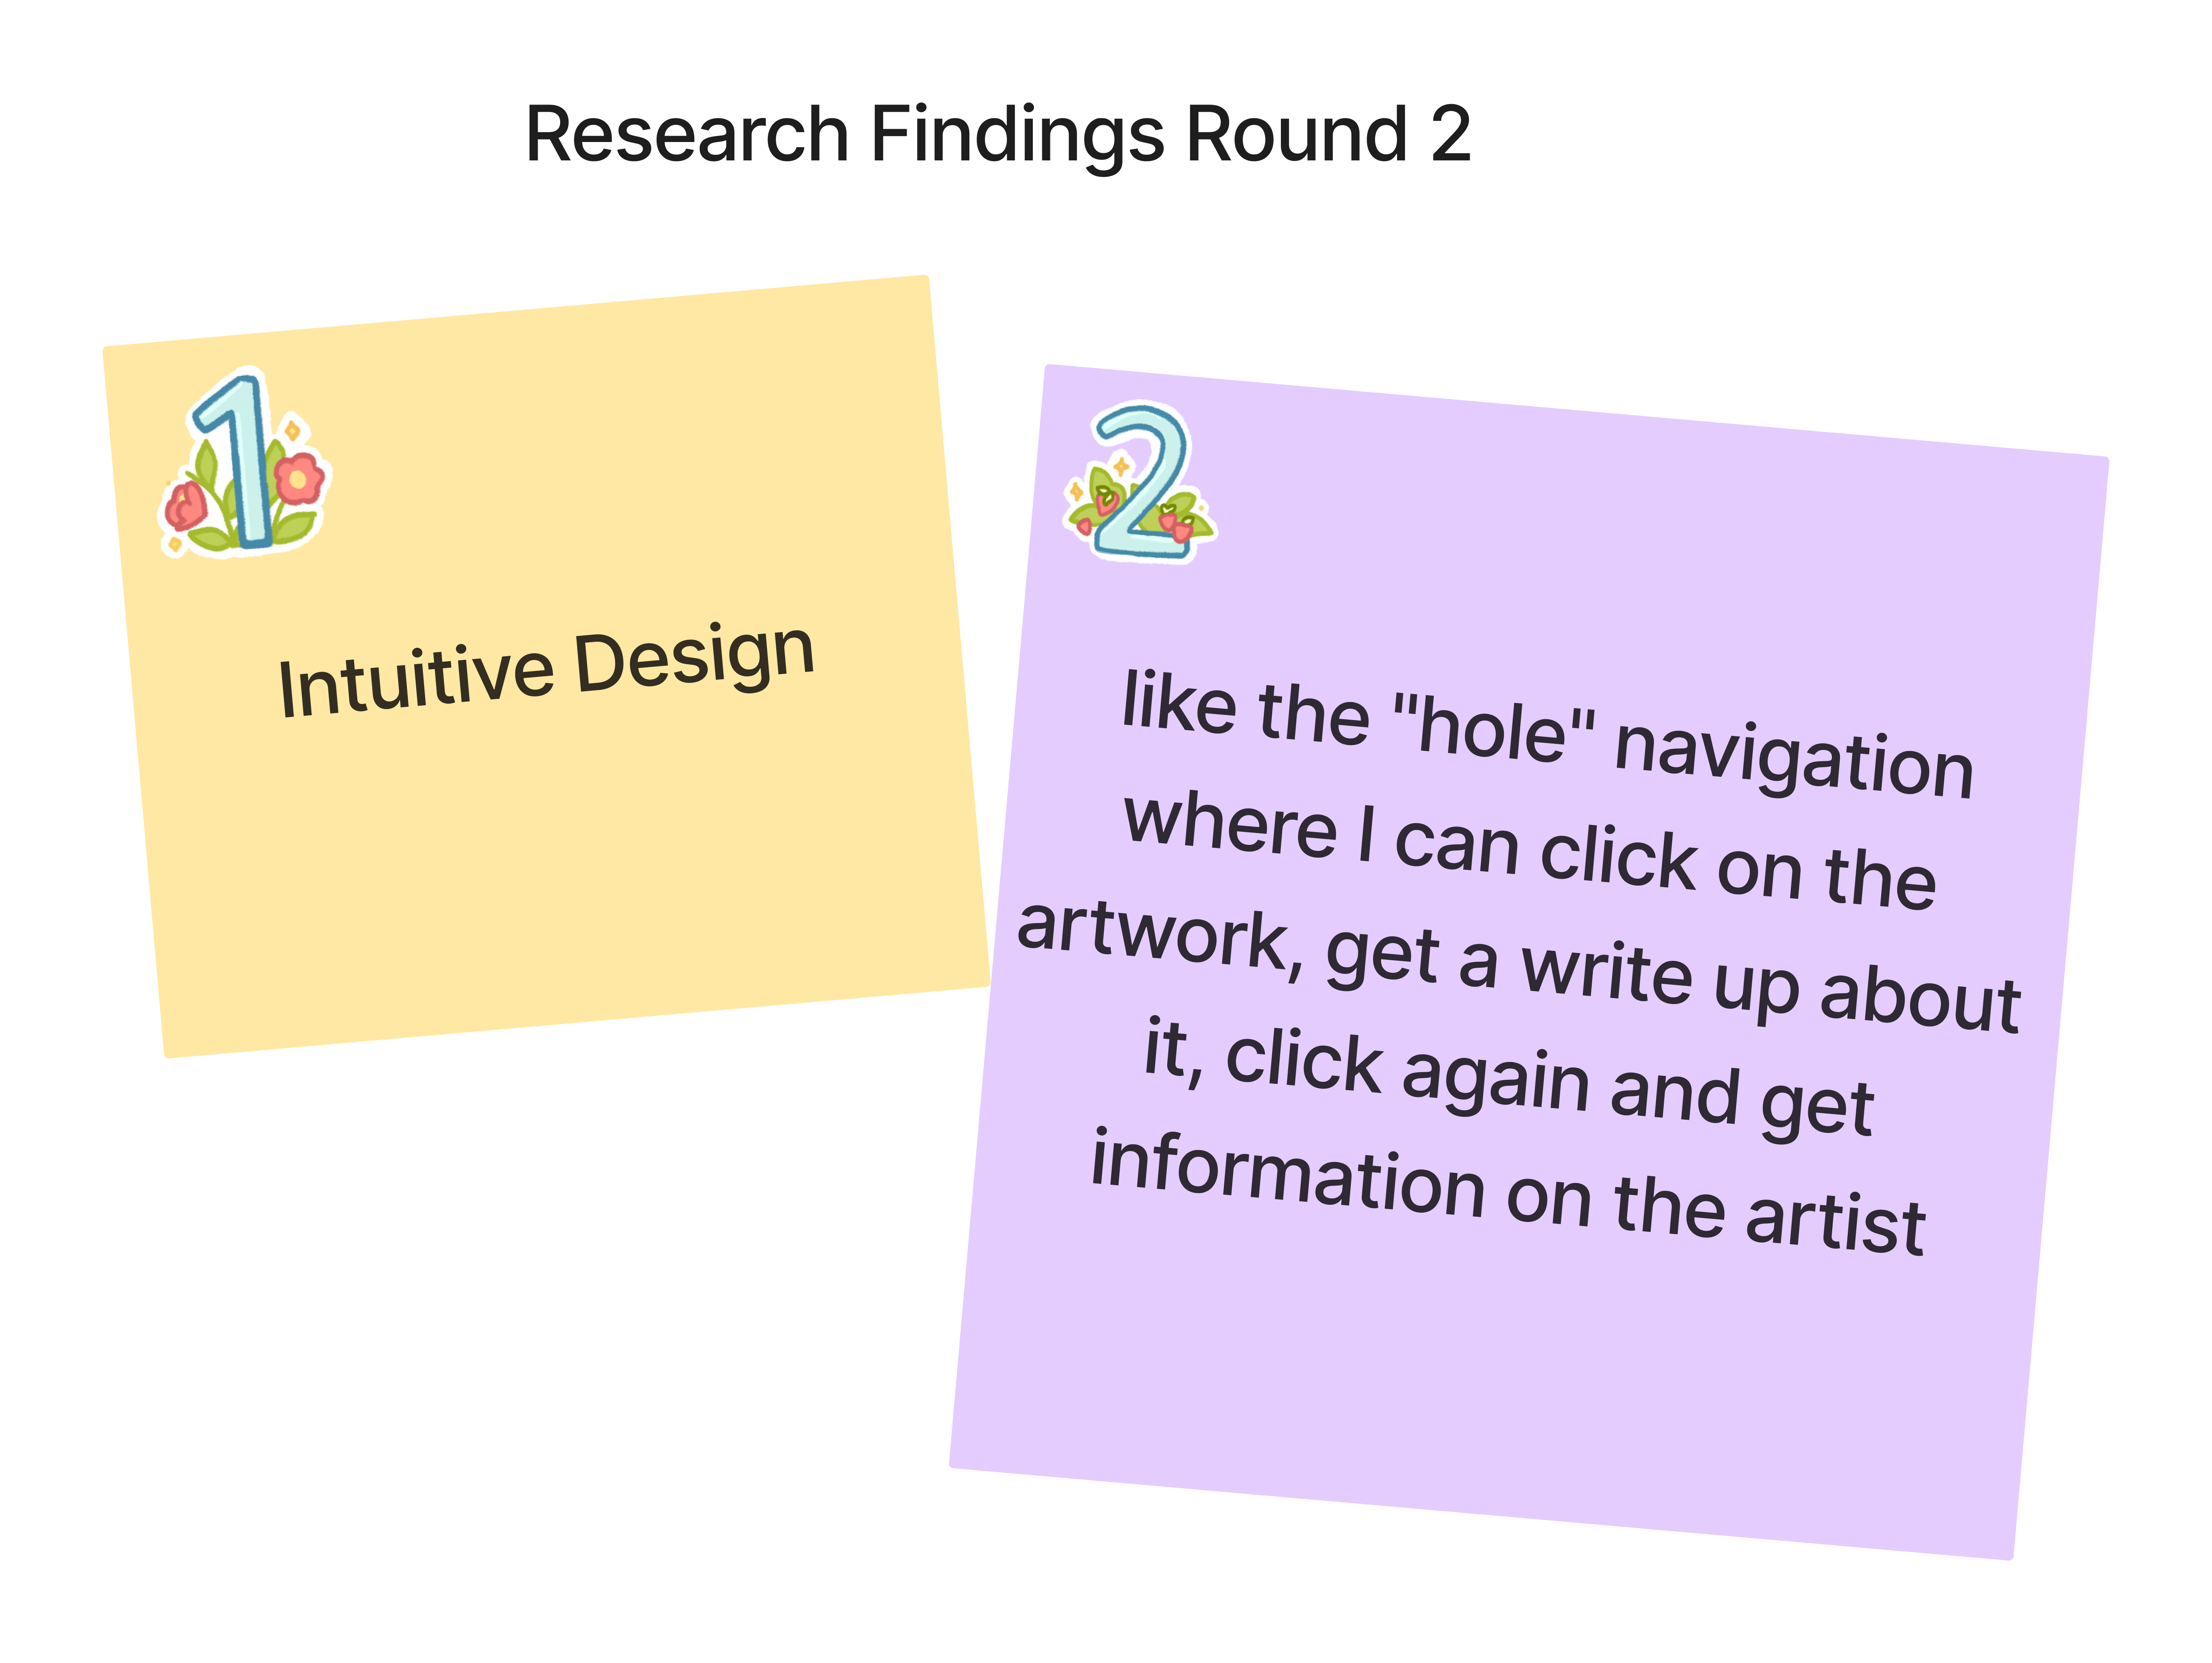 Research Findings Round 2
1
Intuitive Design
2
like the "hole" navigation
where I can click on the
artwork, get a write up about
it, click again and get
information on the artist